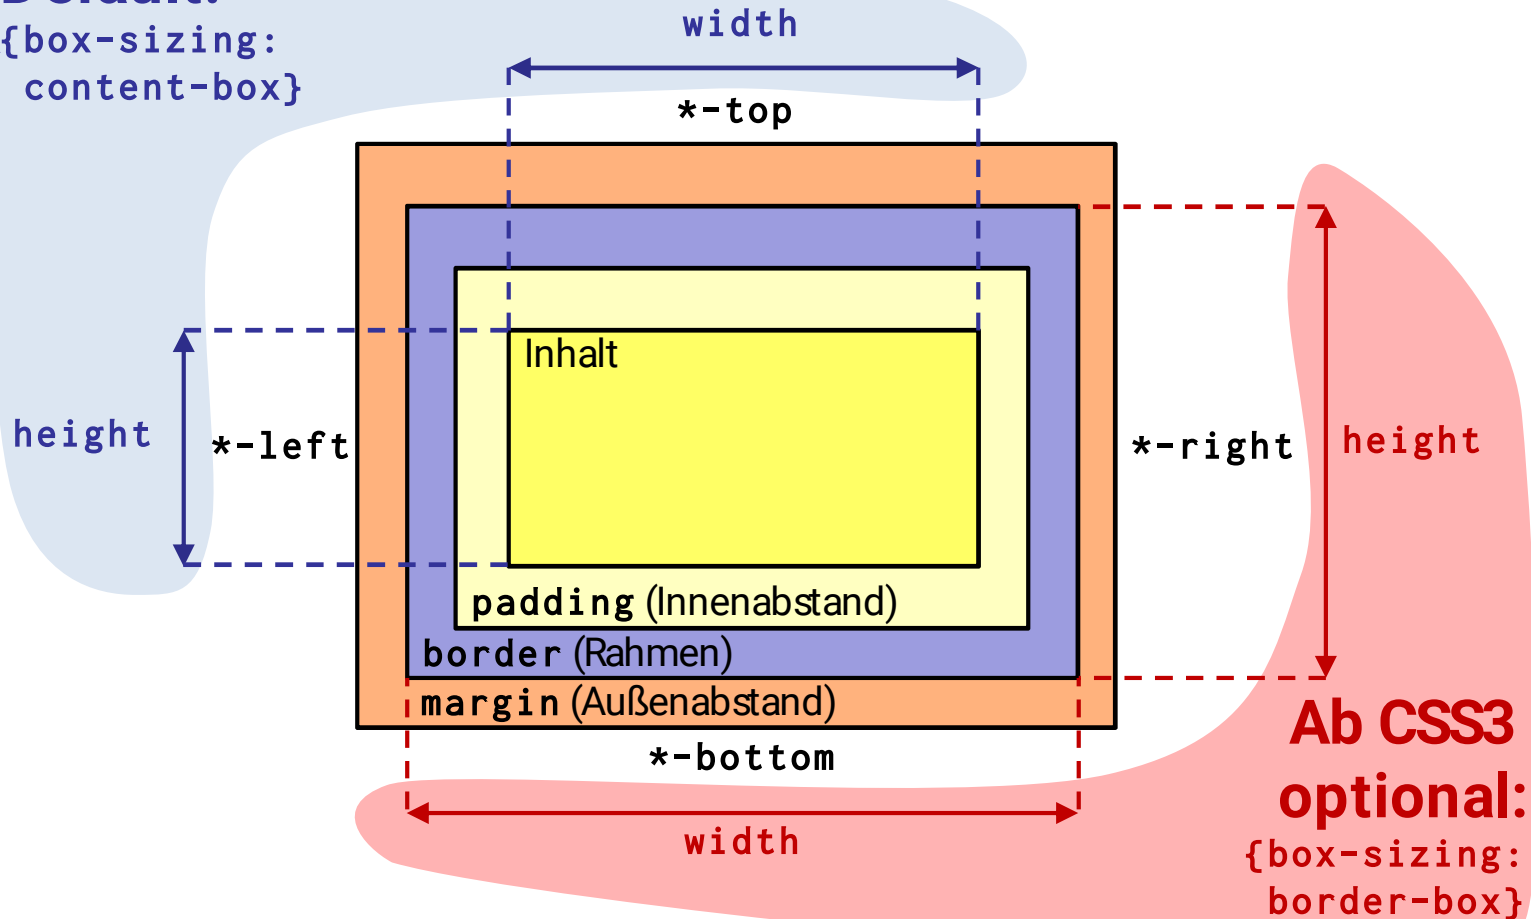 Default:
{box-sizing:
content-box}
width
*-top
Inhalt
height
*-left
*-right
height
padding (Innenabstand)
border (Rahmen)
margin (Außenabstand)
*-bottom
width
Ab CSS3
optional:
{box-sizing:
border-box}